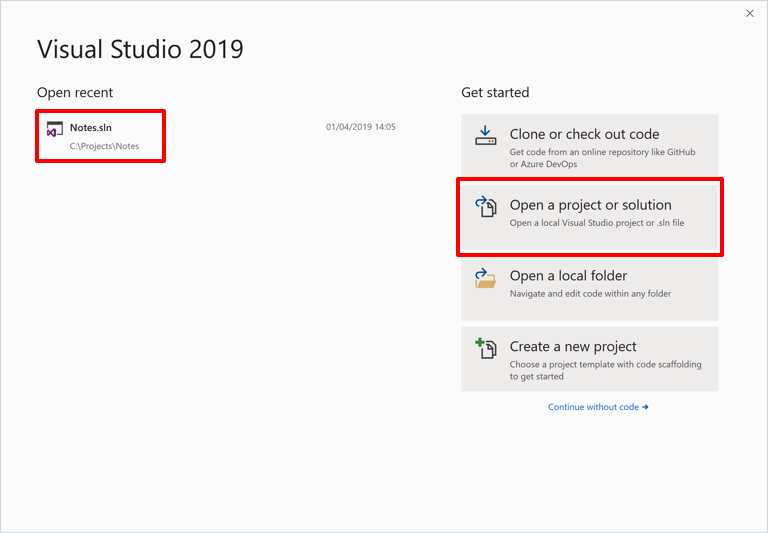 Visual Studio 2019
Open recent
Notes.sln
C:\Projects\Notes
01/04/2019 14:05
Get started
Clone or check out code
Get code from an online repository like GitHub
or Azure DevOps
Open a project or solution
Open a local Visual Studio project or .sln file
Open a local folder
Navigate and edit code within any folder
Create a new project
Choose a project template with code scaffolding
to get started
Continue without code →